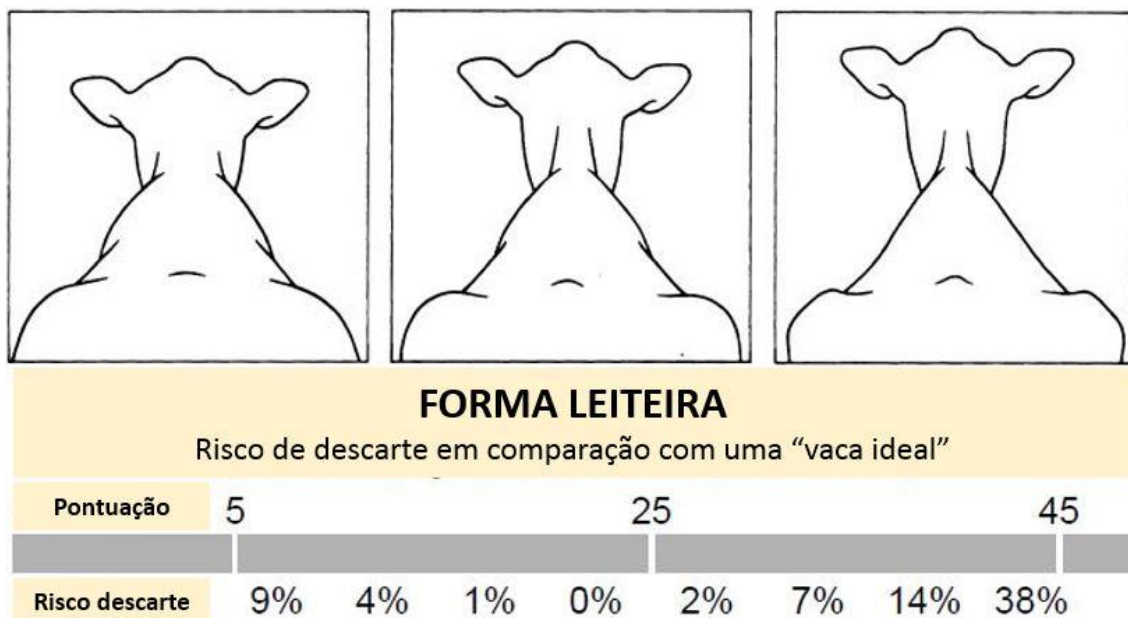 FORMA LEITEIRA
Risco de descarte em comparação com uma “vaca ideal”
Pontuação 5 25 45
Risco descarte 9% 4% 1% 0% 2% 7% 14% 38%